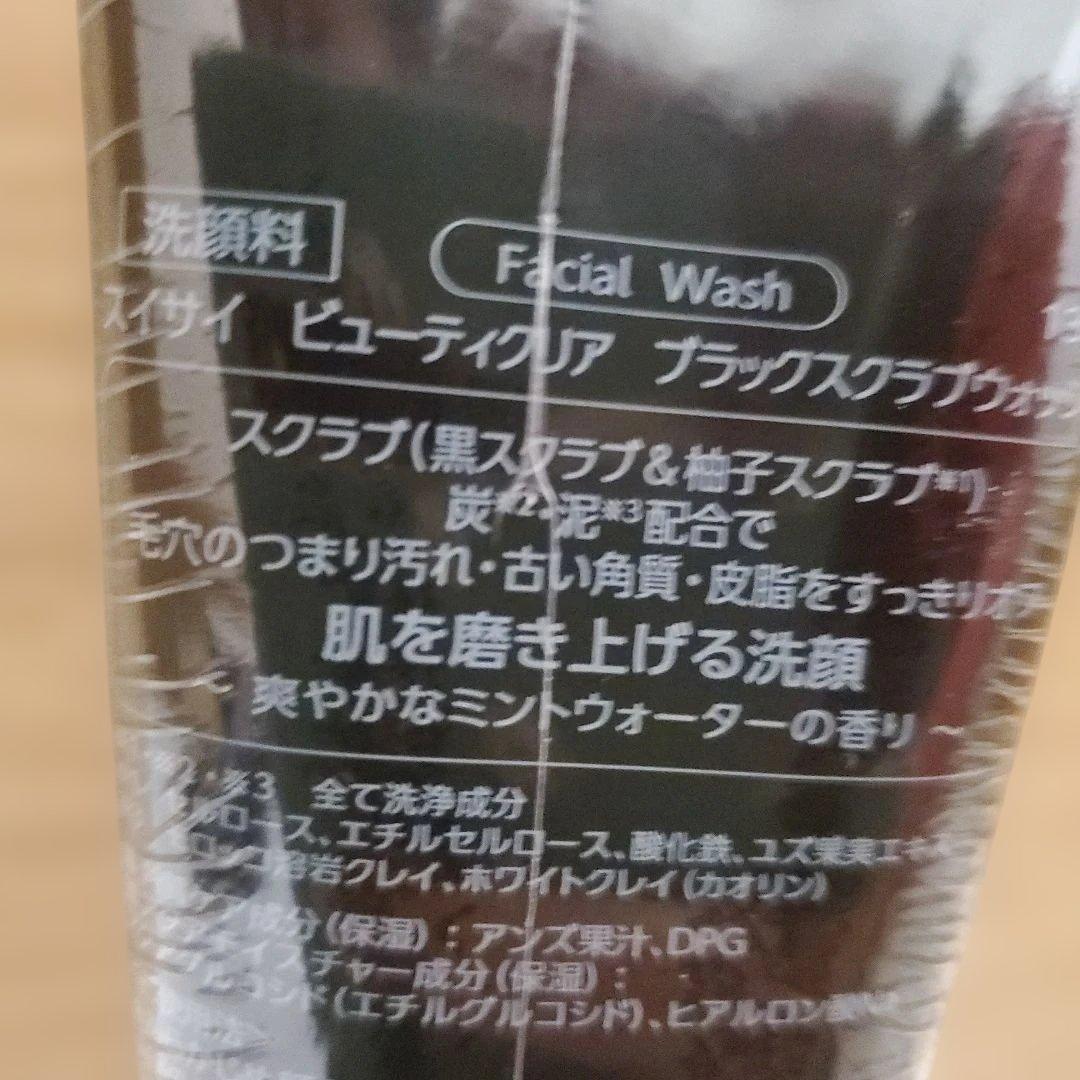 洗顔料
Facial Wash
スイサイ ビューティクリア ブラックスクラブウォッ
スクラブ(黒スクラブ&柚子スクラブ※1)・
炭※2・泥※3配合で
毛穴のつまり汚れ・古い角質・皮脂をすっきりオフ
肌を磨き上げる洗顔
爽やかなミントウォーターの香り ～
※2・※3 全て洗浄成分
ルロース、エチルセルロース、酸化鉄、ユズ果実エキス
溶岩クレイ、ホワイトクレイ(カオリン)
成分(保湿):アンズ果汁、DPG
チャー成分(保湿):
コシド(エチルグルコシド)、ヒアルロン